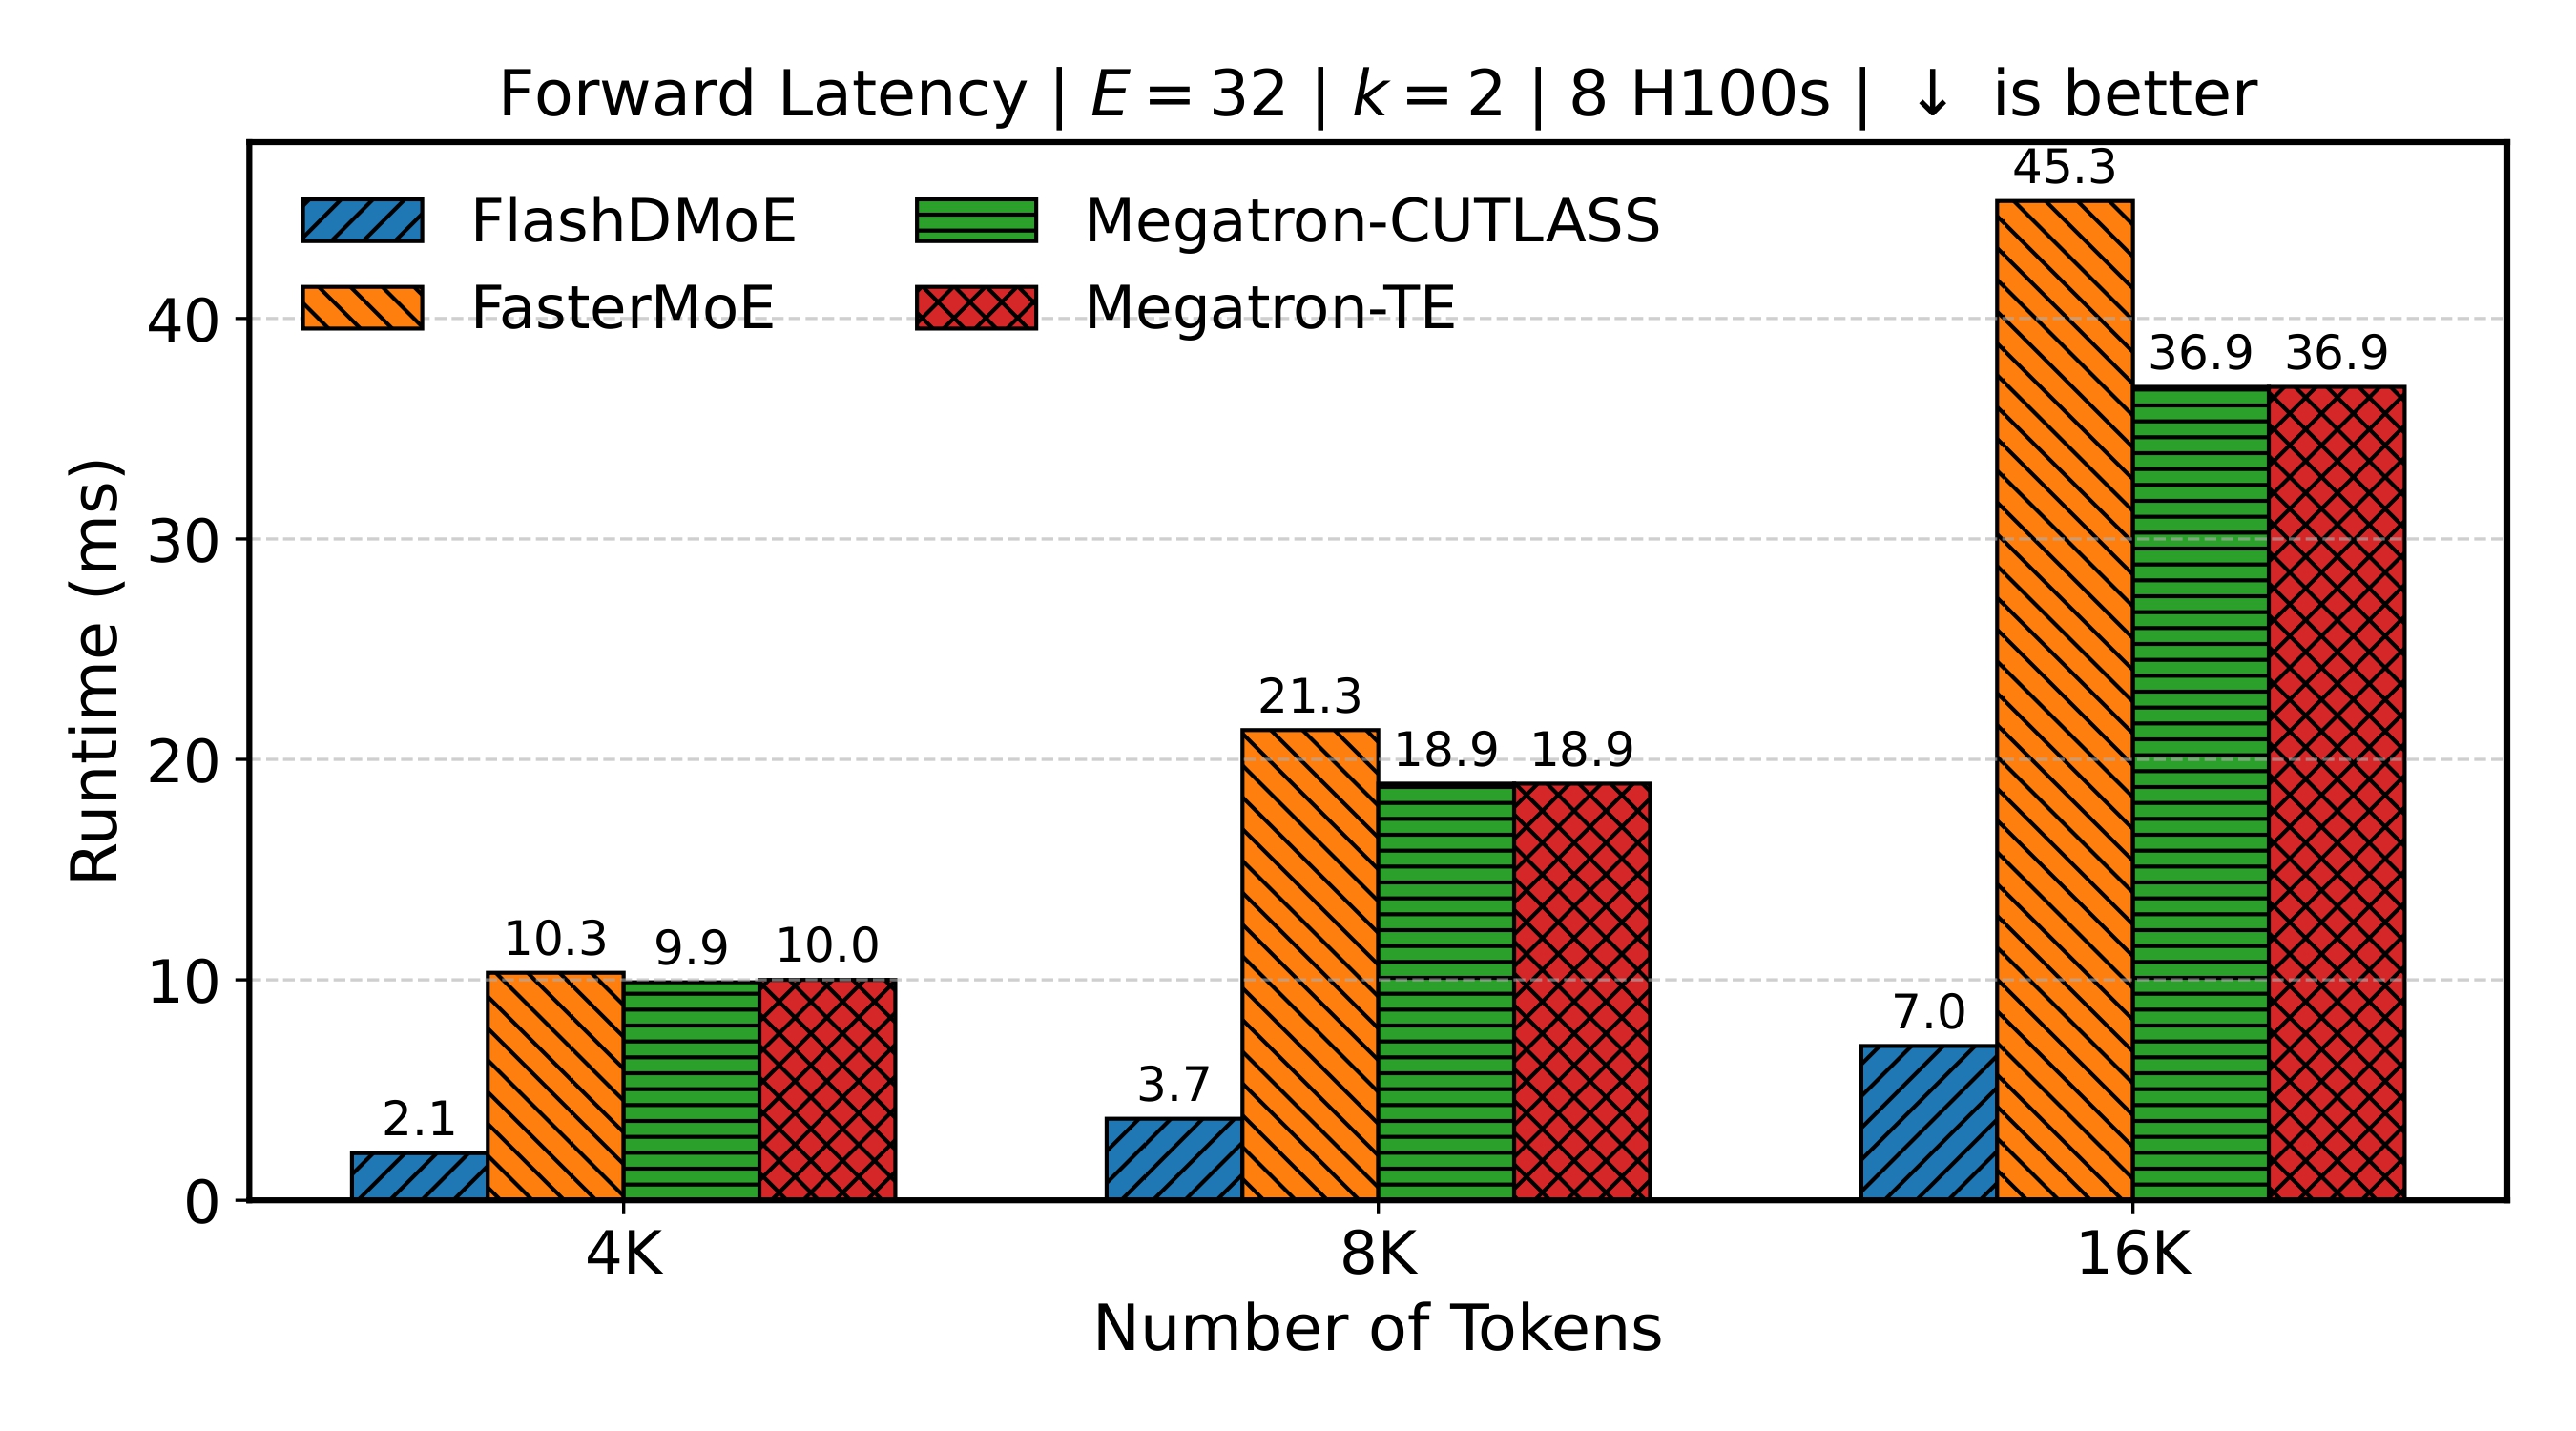 Forward Latency | E = 32 | k = 2 | 8 H100s | ↓ is better
FlashDMoE
FasterMoE
Megatron-CUTLASS
Megatron-TE
Runtime (ms)
40
30
20
10
0
2.1
10.3
9.9
10.0
3.7
21.3
18.9
18.9
7.0
45.3
36.9
36.9
4K
8K
16K
Number of Tokens